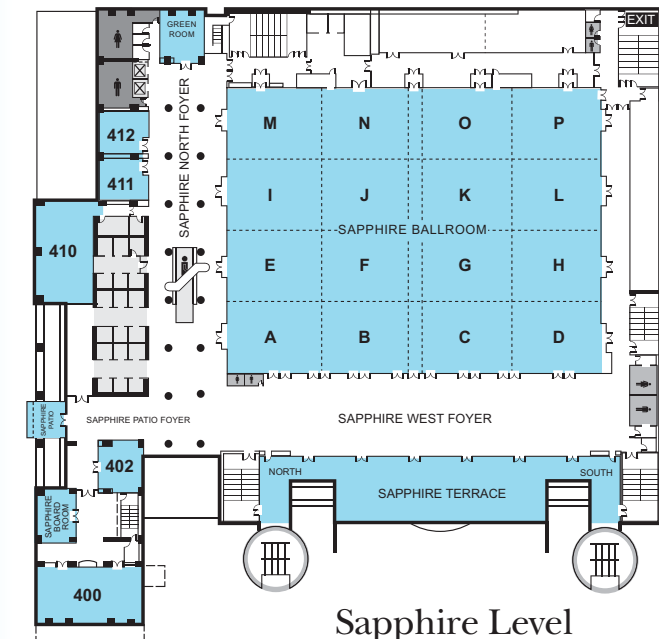 GREEN
ROOM
EXIT
SAPPHIRE NORTH FOYER
M
N
O
P
412
411
I
J
K
L
SAPPHIRE BALLROOM
410
E
F
G
H
A
B
C
D
SAPPHIRE
PATIO
SAPPHIRE PATIO FOYER
SAPPHIRE WEST FOYER
402
NORTH
SOUTH
SAPPHIRE TERRACE
SAPPHIRE
BOARD
ROOM
400
Sapphire Level